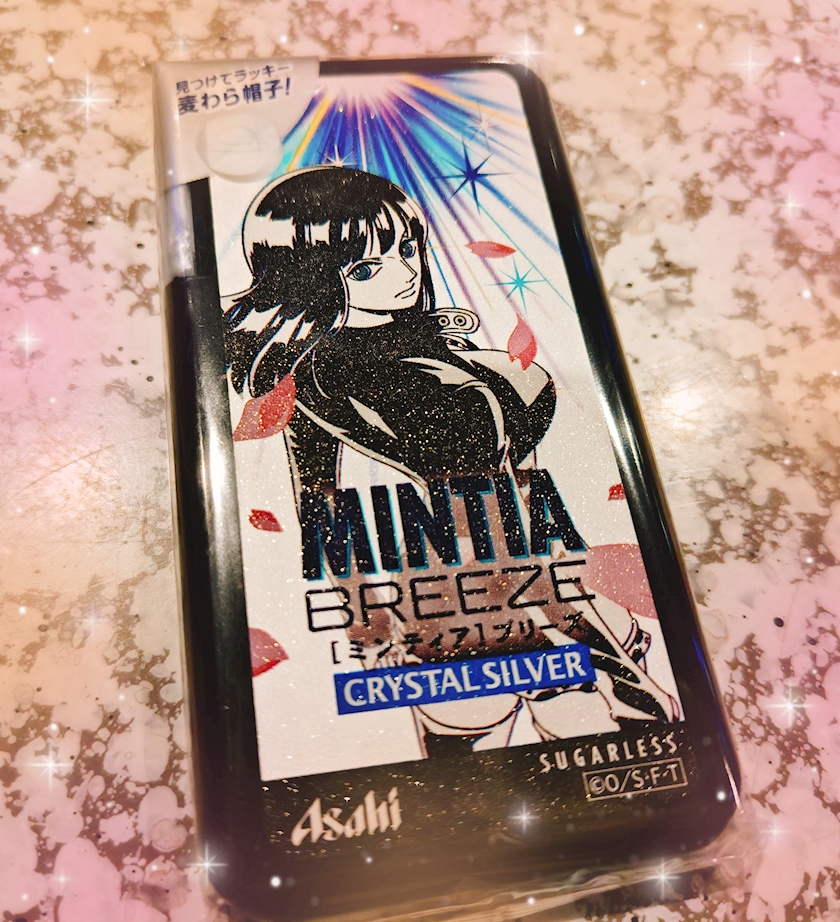 見つけてラッキー
麦わら帽子!
MINTIA
BREEZE
[ミンティア]ブリーズ
CRYSTAL SILVER
SUGARLESS
©O/S・F・T
Asahi